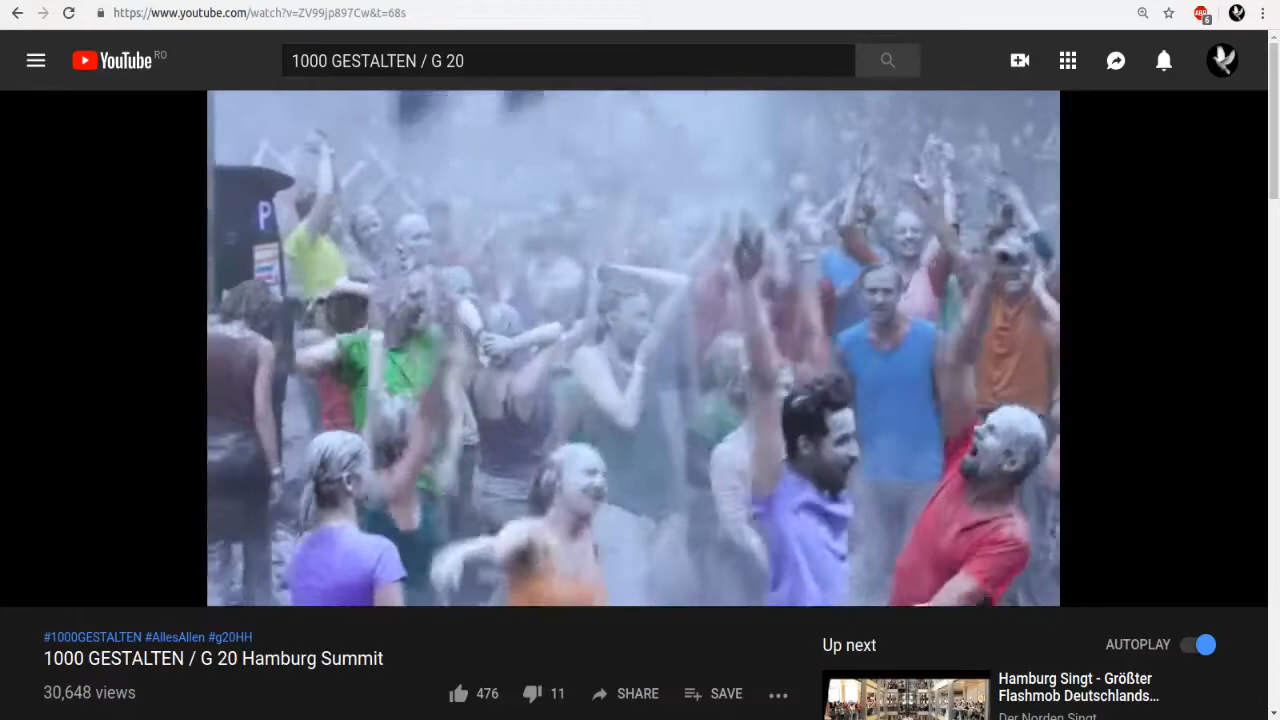 https://www.youtube.com/watch?v=ZV99jp897Cw&t=68s
6
YouTube RO
1000 GESTALTEN / G 20
P
#1000GESTALTEN #AllesAllen #g20HH
1000 GESTALTEN / G 20 Hamburg Summit
30,648 views
476
11
SHARE
SAVE
Up next
AUTOPLAY
Hamburg Singt - Größter
Flashmob Deutschlands...
Der Norden Singt